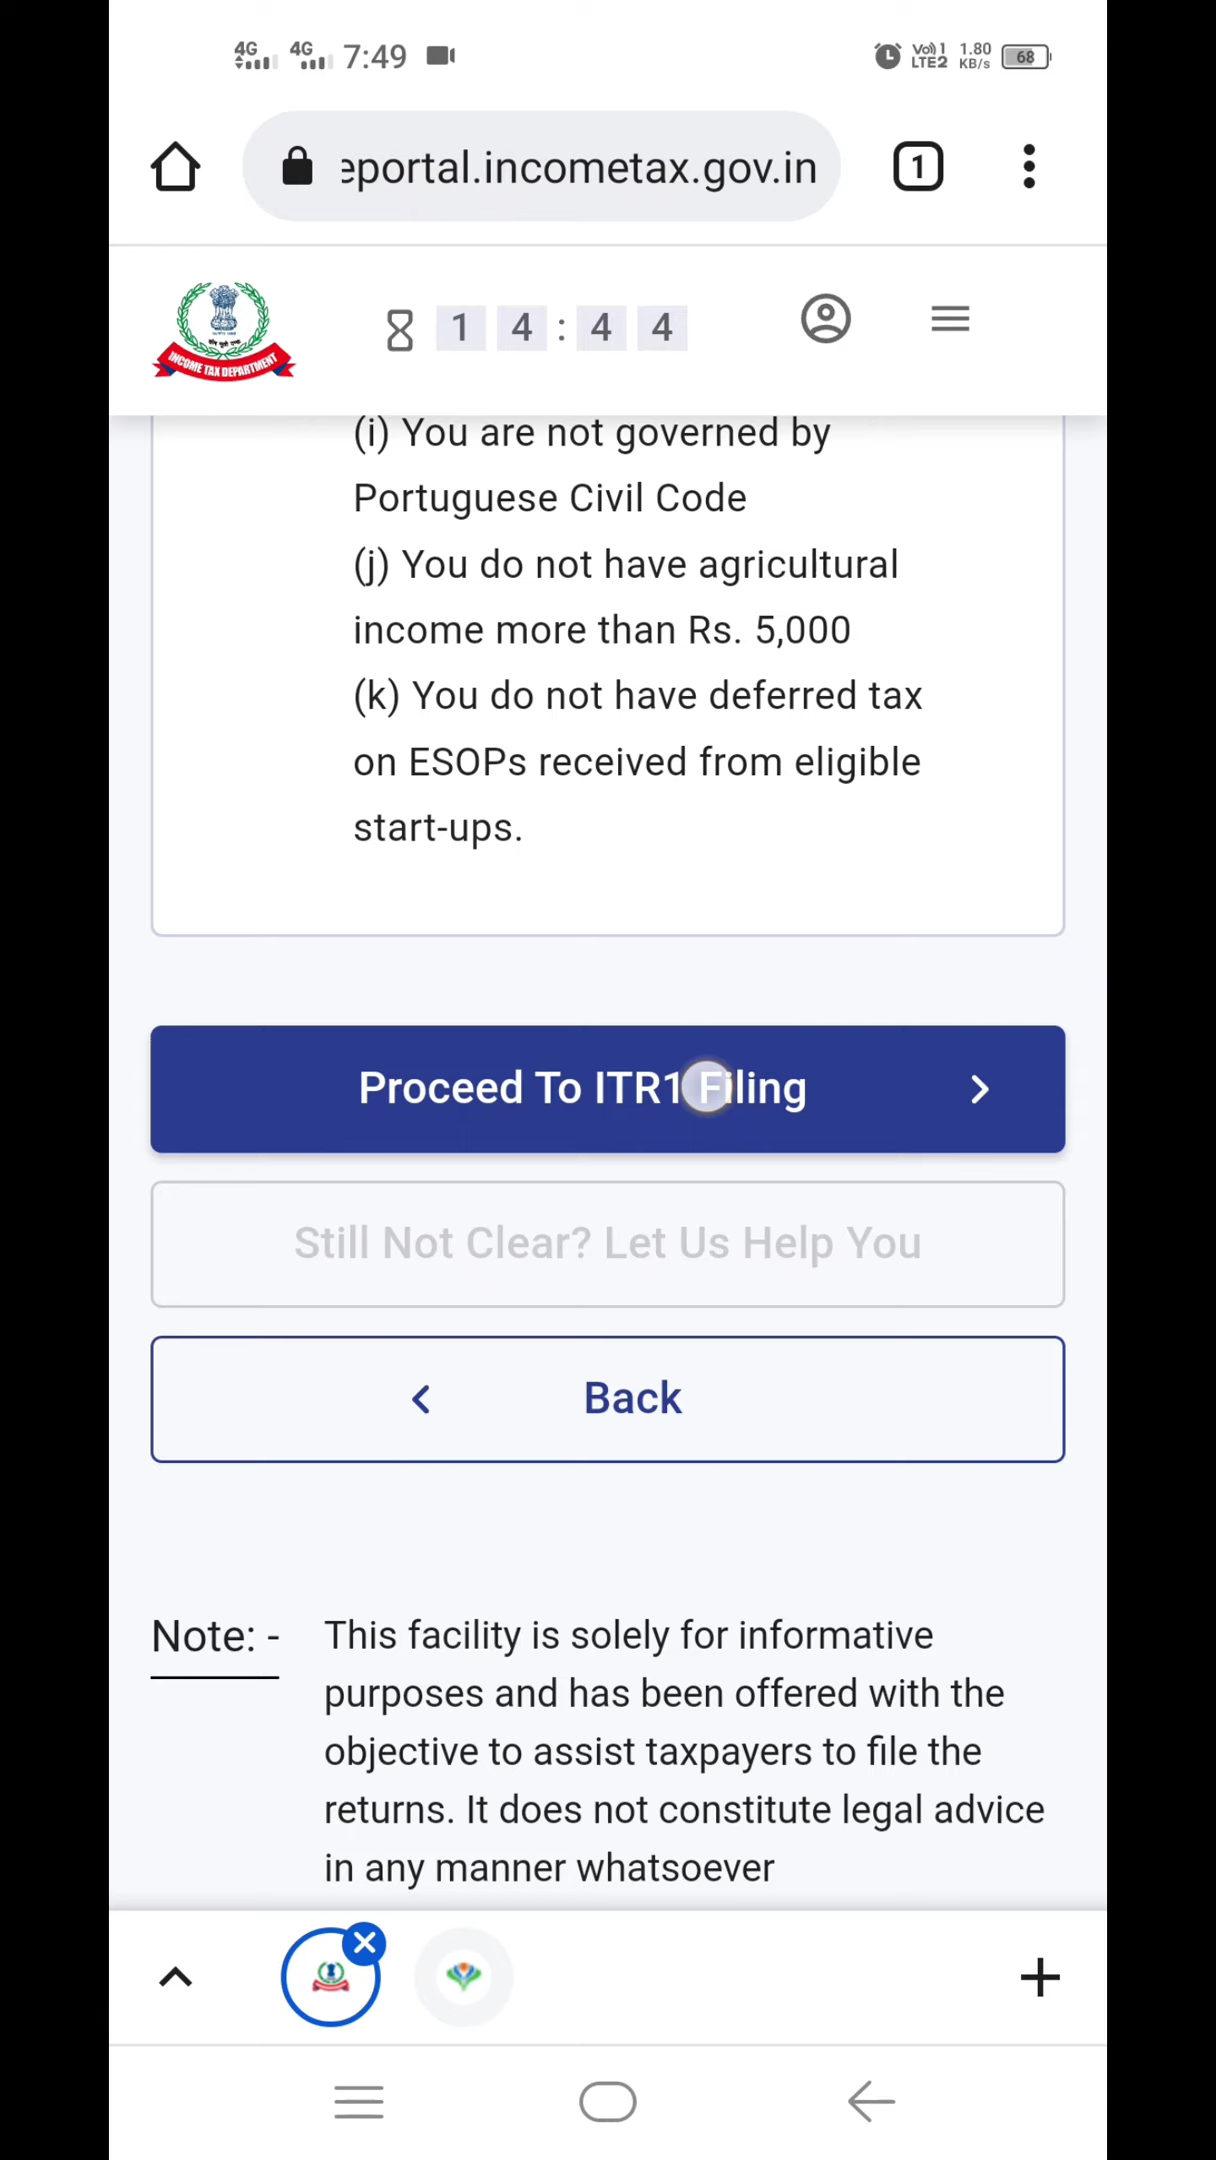 4G 4G 7:49
Vo)) 1 LTE2 1.80 KB/s 68
eportal.incometax.gov.in
1
INCOME TAX DEPARTMENT
1 4 : 4 4
(i) You are not governed by
Portuguese Civil Code
(j) You do not have agricultural
income more than Rs. 5,000
(k) You do not have deferred tax
on ESOPs received from eligible
start-ups.
Proceed To ITR1 Filing
Still Not Clear? Let Us Help You
Back
Note: - This facility is solely for informative
purposes and has been offered with the
objective to assist taxpayers to file the
returns. It does not constitute legal advice
in any manner whatsoever